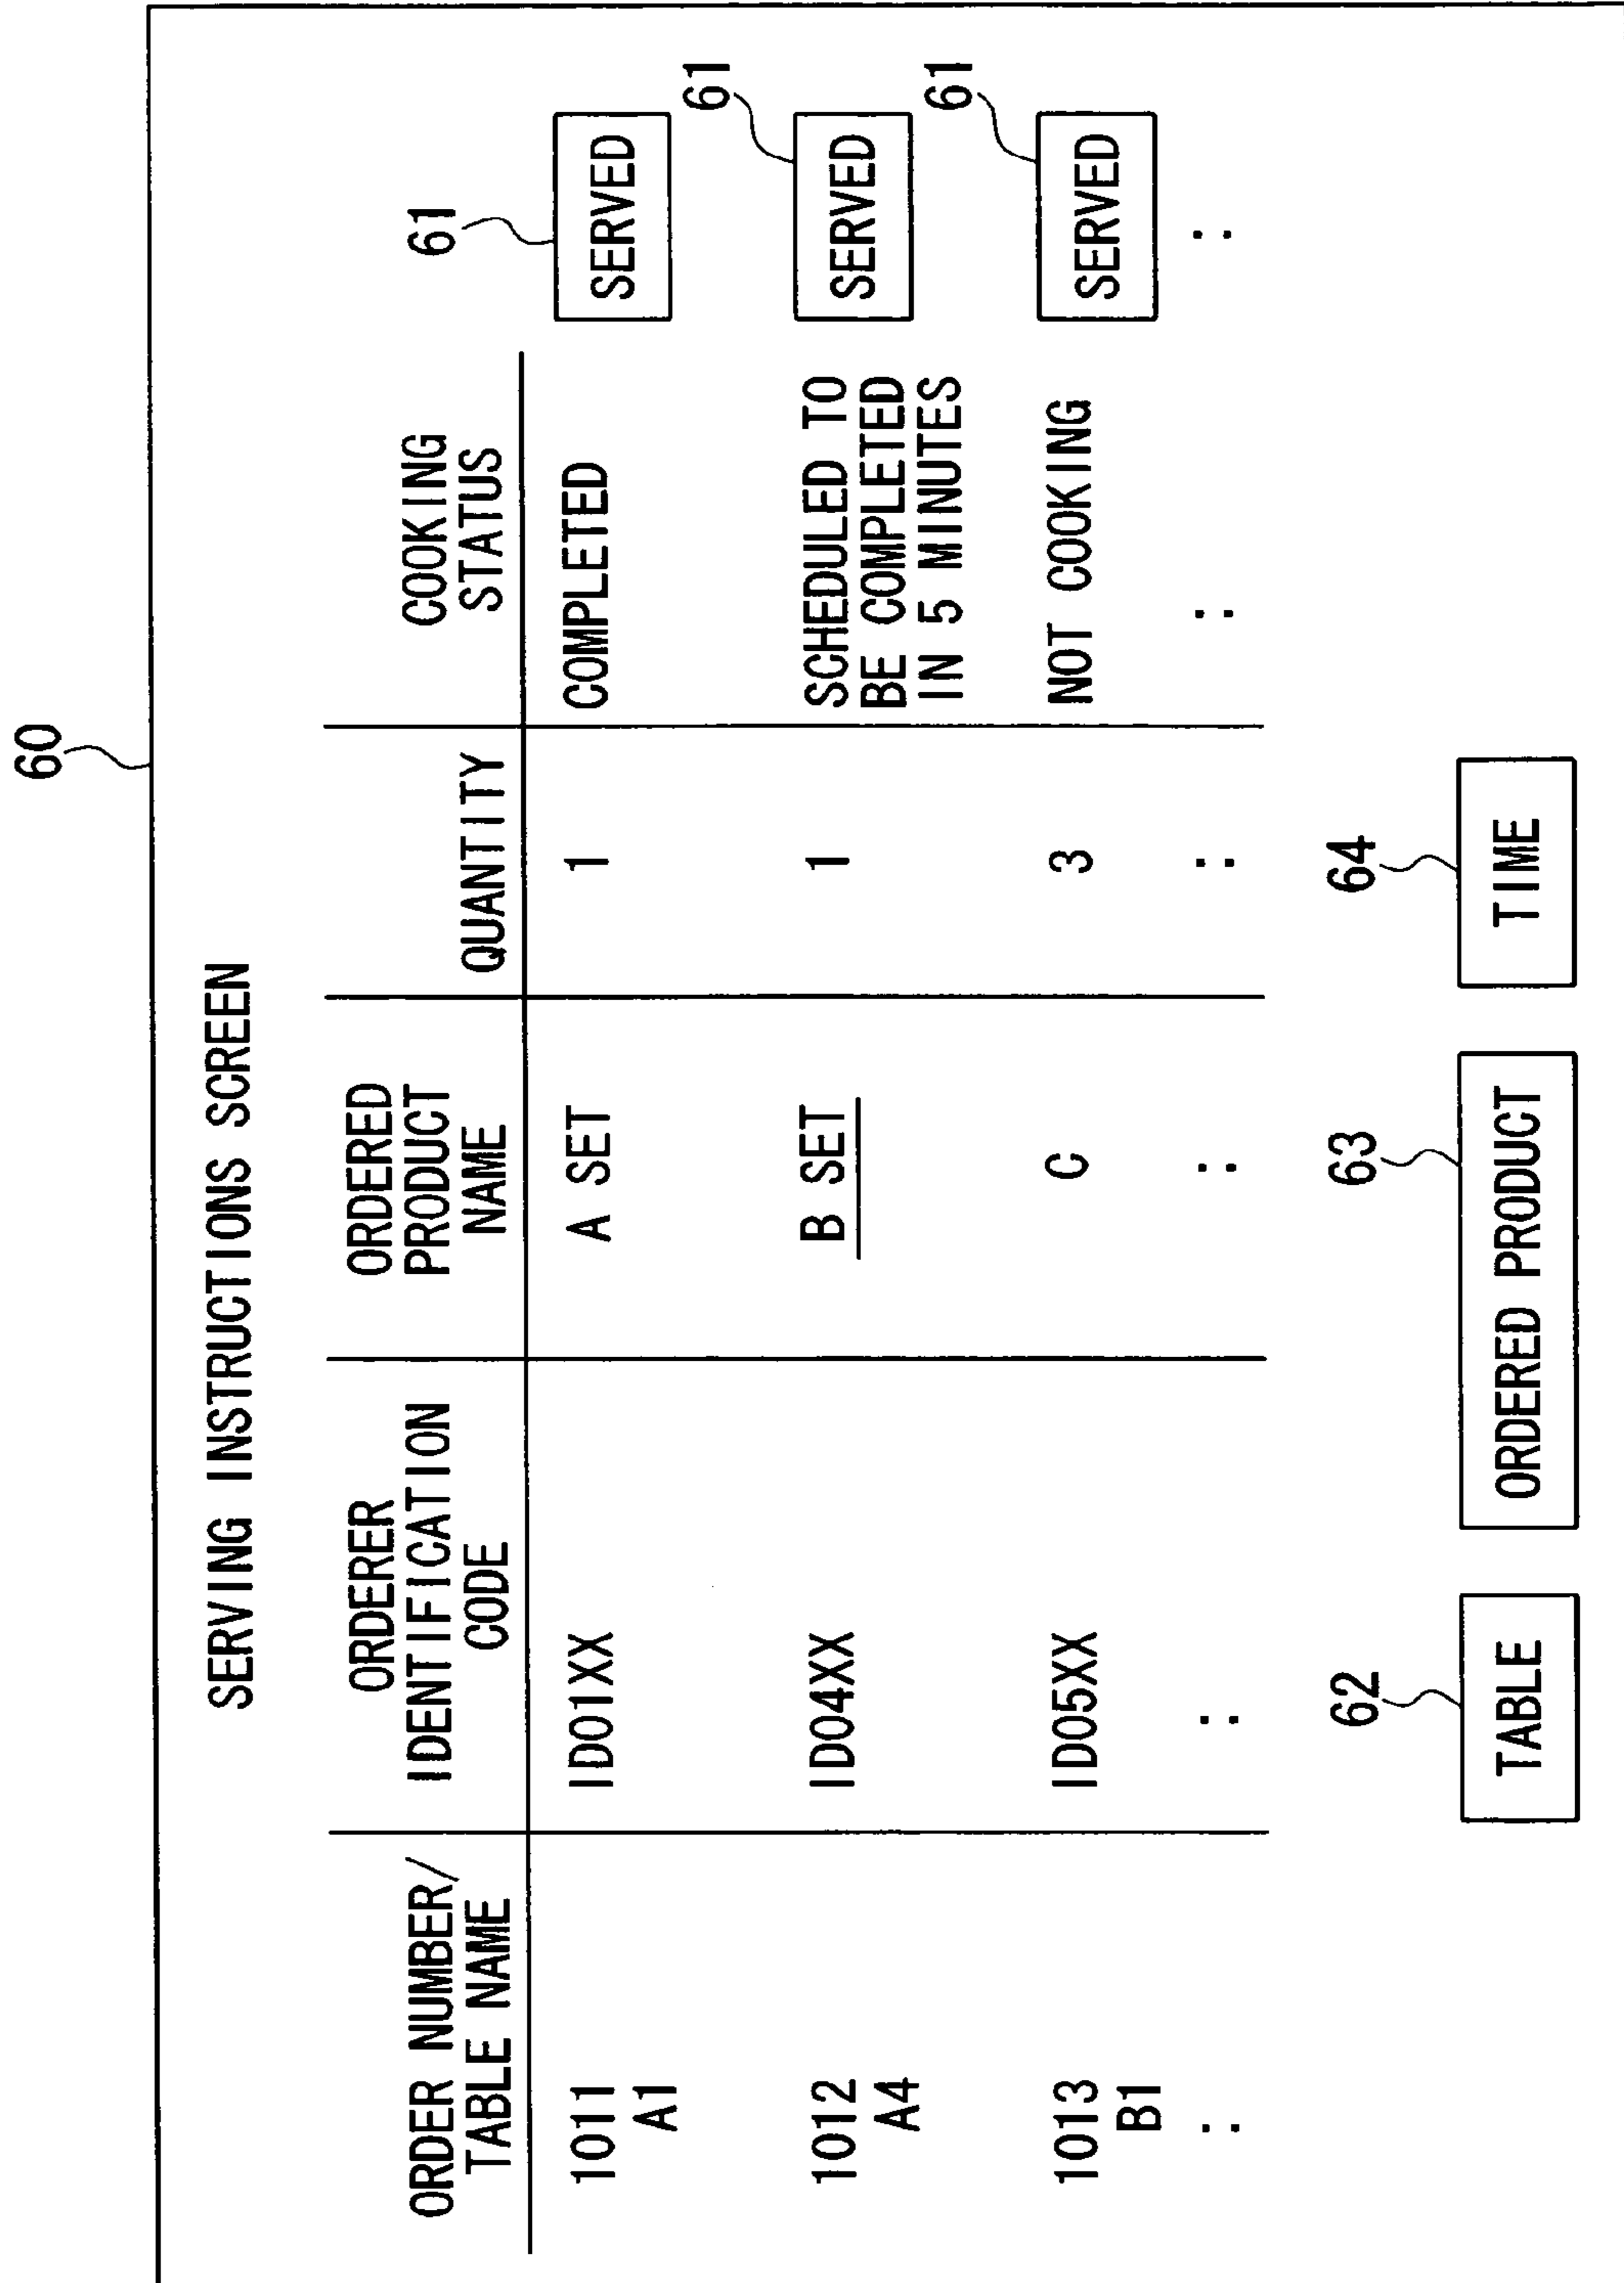 60
SERVING INSTRUCTIONS SCREEN
ORDER NUMBER/
TABLE NAME
ORDERER
IDENTIFICATION
CODE
ORDERED
PRODUCT
NAME
QUANTITY
COOKING
STATUS
61
1011
A1
ID01XX
A SET
1
COMPLETED
SERVED
61
1012
A4
ID04XX
B SET
1
SCHEDULED TO
BE COMPLETED
IN 5 MINUTES
SERVED
61
1013
B1
ID05XX
C
3
NOT COOKING
SERVED
: : : : : :
62
63
64
TABLE
ORDERED PRODUCT
TIME